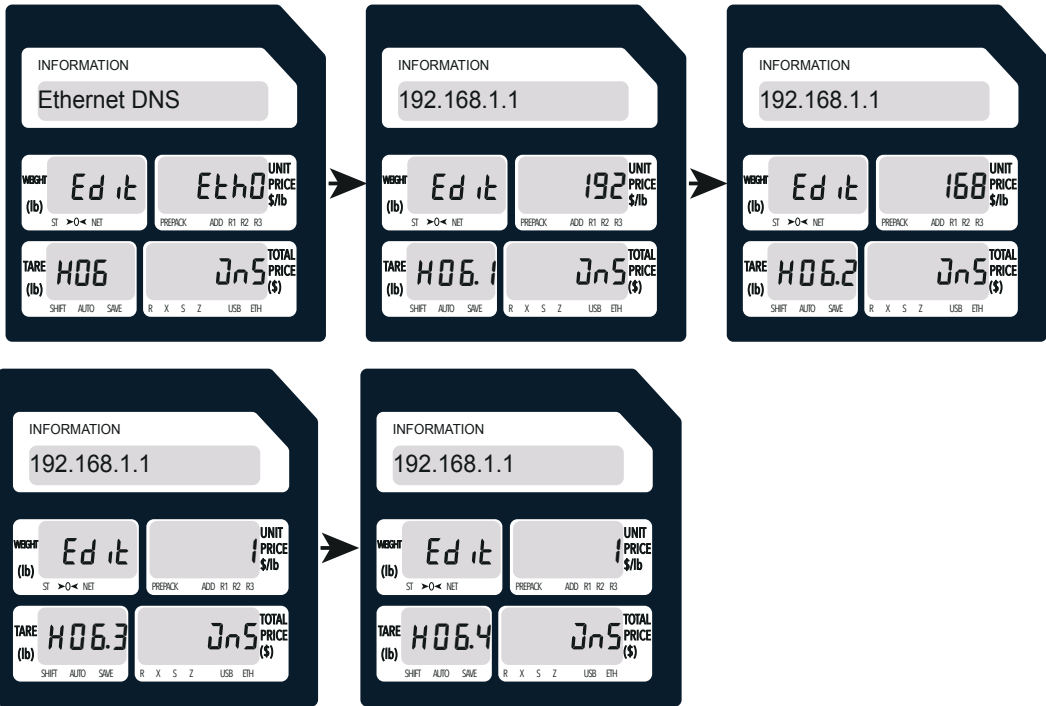 INFORMATION
Ethernet DNS
WEIGHT (lb) Edit EthO UNIT PRICE $/lb
ST >0< NET PREPACK ADD R1 R2 R3
TARE (lb) H06 DnS TOTAL PRICE ($)
SHIFT AUTO SAVE R X S Z USB ETH
INFORMATION
192.168.1.1
WEIGHT (lb) Edit 192 UNIT PRICE $/lb
ST >0< NET PREPACK ADD R1 R2 R3
TARE (lb) H06.1 DnS TOTAL PRICE ($)
SHIFT AUTO SAVE R X S Z USB ETH
INFORMATION
192.168.1.1
WEIGHT (lb) Edit 168 UNIT PRICE $/lb
ST >0< NET PREPACK ADD R1 R2 R3
TARE (lb) H06.2 DnS TOTAL PRICE ($)
SHIFT AUTO SAVE R X S Z USB ETH
INFORMATION
192.168.1.1
WEIGHT (lb) Edit 1 UNIT PRICE $/lb
ST >0< NET PREPACK ADD R1 R2 R3
TARE (lb) H06.3 DnS TOTAL PRICE ($)
SHIFT AUTO SAVE R X S Z USB ETH
INFORMATION
192.168.1.1
WEIGHT (lb) Edit 1 UNIT PRICE $/lb
ST >0< NET PREPACK ADD R1 R2 R3
TARE (lb) H06.4 DnS TOTAL PRICE ($)
SHIFT AUTO SAVE R X S Z USB ETH